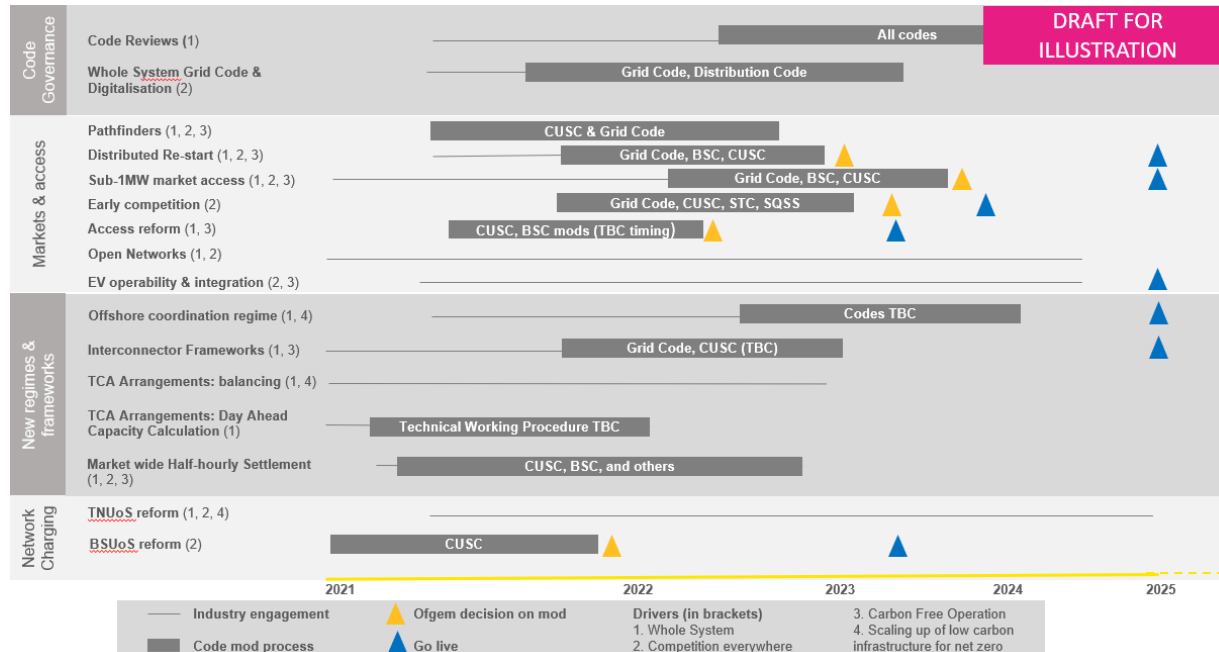 DRAFT FOR
ILLUSTRATION
Code
Governance
Code Reviews (1)
All codes
Whole System Grid Code &
Digitalisation (2)
Grid Code, Distribution Code
Markets & access
Pathfinders (1, 2, 3)
CUSC & Grid Code
Distributed Re-start (1, 2, 3)
Grid Code, BSC, CUSC
Sub-1MW market access (1, 2, 3)
Grid Code, BSC, CUSC
Early competition (2)
Grid Code, CUSC, STC, SQSS
Access reform (1, 3)
CUSC, BSC mods (TBC timing)
Open Networks (1, 2)
EV operability & integration (2, 3)
New regimes &
frameworks
Offshore coordination regime (1, 4)
Codes TBC
Interconnector Frameworks (1, 3)
Grid Code, CUSC (TBC)
TCA Arrangements: balancing (1, 4)
TCA Arrangements: Day Ahead
Capacity Calculation (1)
Technical Working Procedure TBC
Market wide Half-hourly Settlement
(1, 2, 3)
CUSC, BSC, and others
Network
Charging
TNUoS reform (1, 2, 4)
BSUoS reform (2)
CUSC
2021 2022 2023 2024 2025
Industry engagement
Code mod process
Ofgem decision on mod
Go live
Drivers (in brackets)
1. Whole System
2. Competition everywhere
3. Carbon Free Operation
4. Scaling up of low carbon
infrastructure for net zero